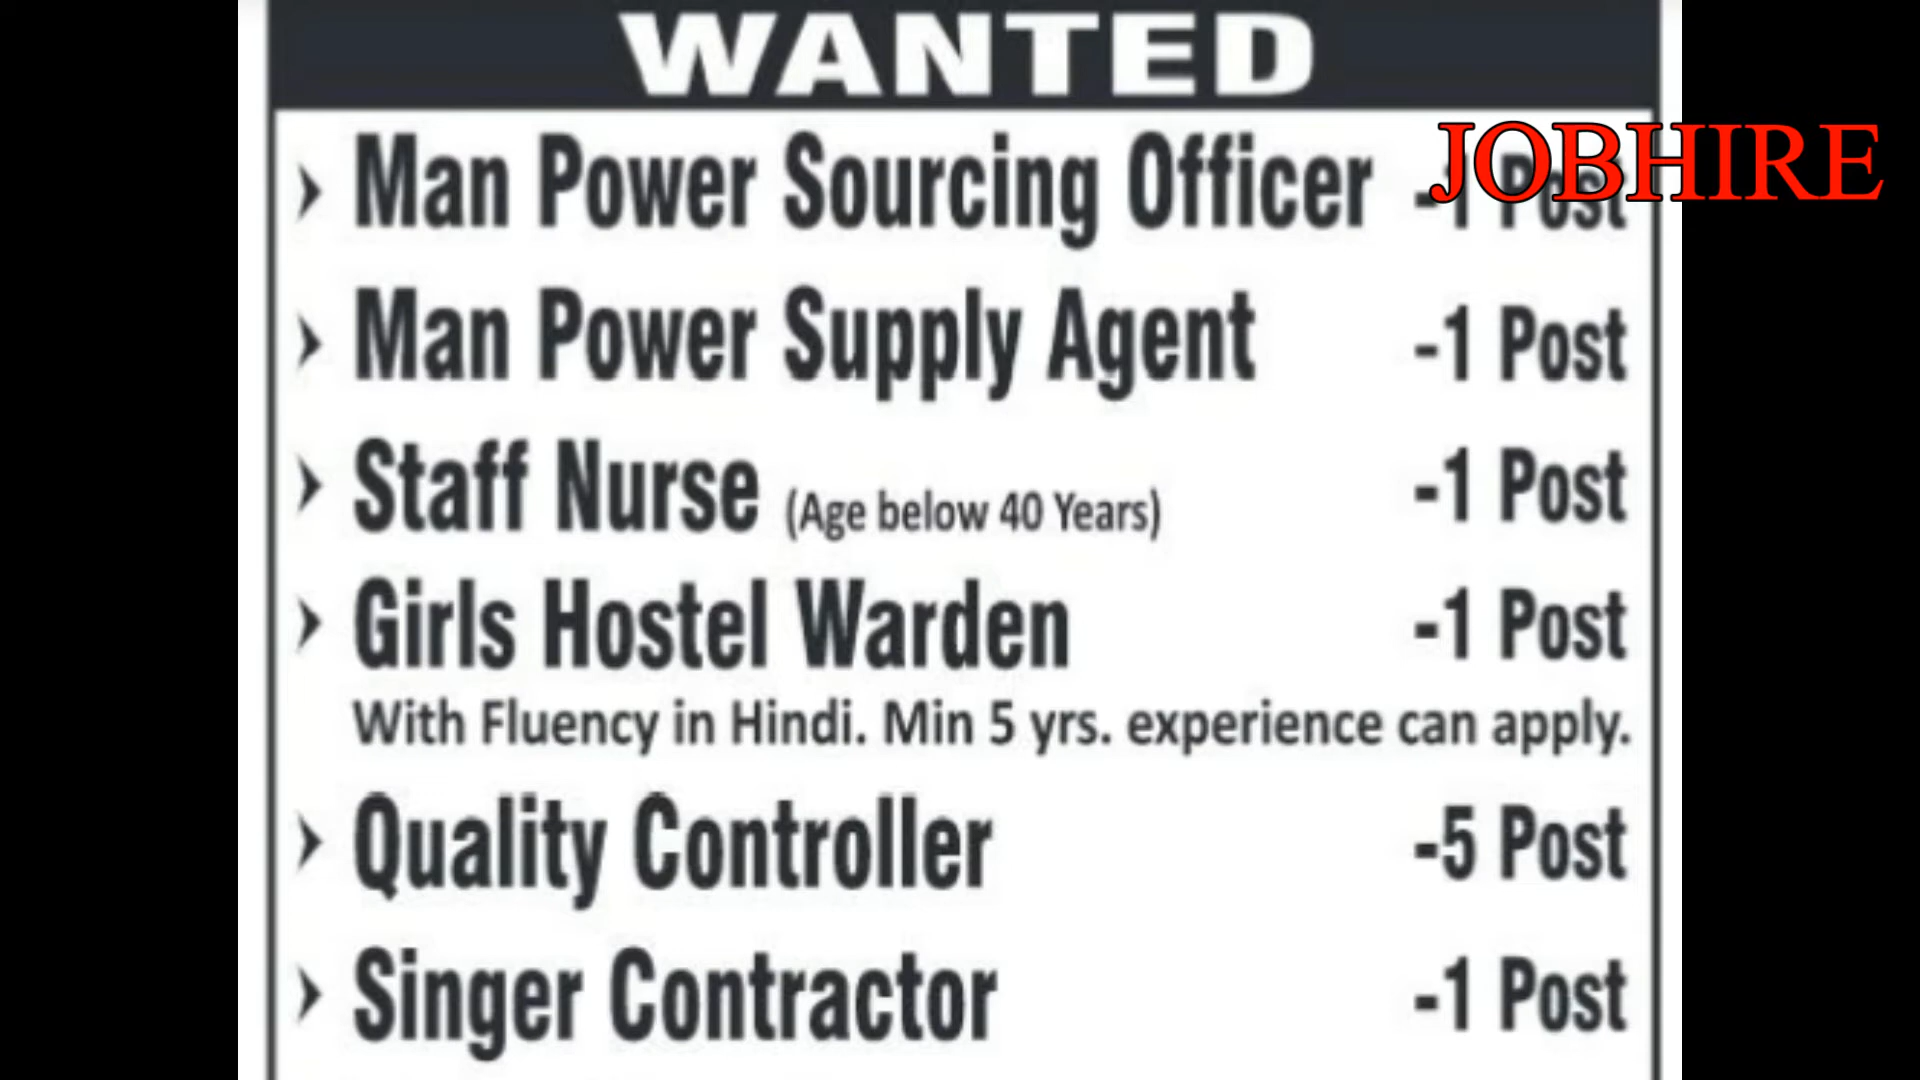 WANTED
JOBHIRE
› Man Power Sourcing Officer -1 Post
› Man Power Supply Agent -1 Post
› Staff Nurse (Age below 40 Years) -1 Post
› Girls Hostel Warden -1 Post
With Fluency in Hindi. Min 5 yrs. experience can apply.
› Quality Controller -5 Post
› Singer Contractor -1 Post